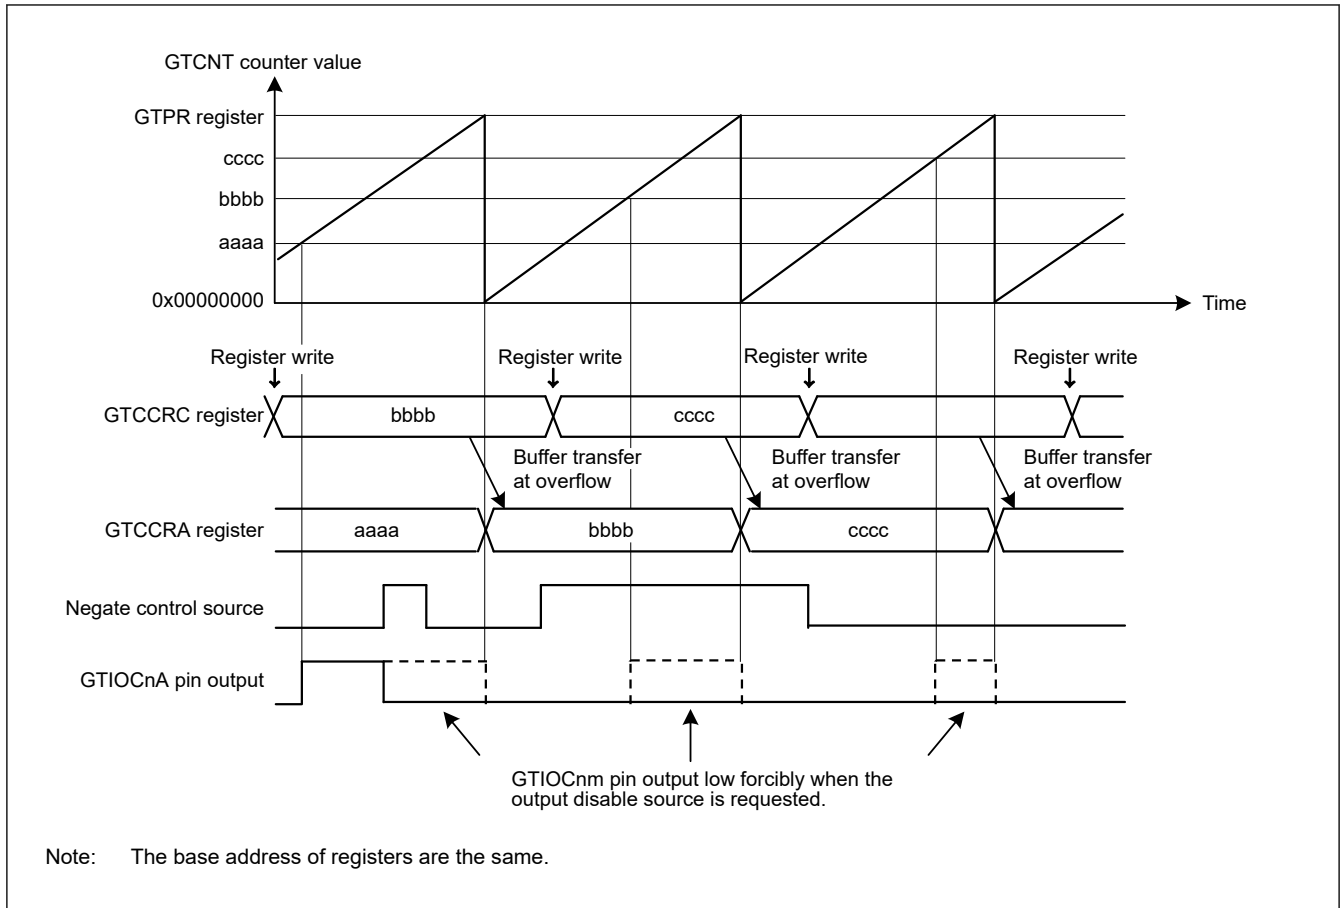 GTCNT counter value
GTPR register
cccc
bbbb
aaaa
0x00000000
Time
Register write
Register write
Register write
Register write
GTCCRC register
bbbb
cccc
Buffer transfer
at overflow
Buffer transfer
at overflow
Buffer transfer
at overflow
GTCCRA register
aaaa
bbbb
cccc
Negate control source
GTIOCnA pin output
GTIOCnm pin output low forcibly when the
output disable source is requested.
Note: The base address of registers are the same.